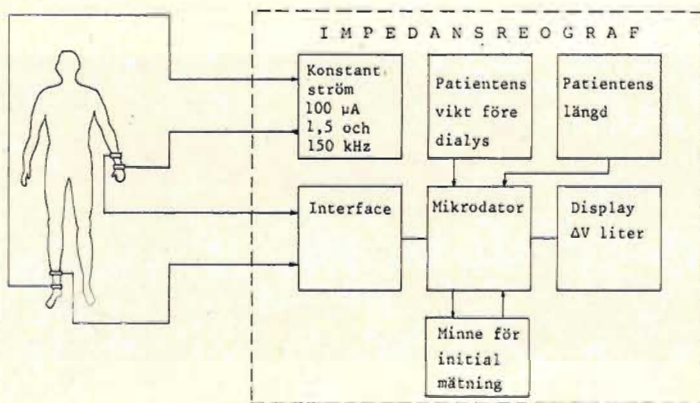 IMPEDANSREOGRAF
Konstant
ström
100 µA
1,5 och
150 kHz
Patientens
vikt före
dialys
Patientens
längd
Interface
Mikrodator
Display
ΔV liter
Minne för
initial
mätning